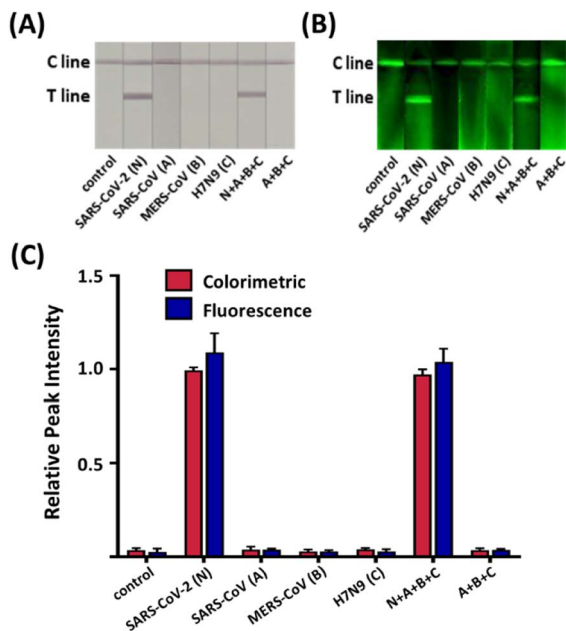 (A)
C line
T line
control
SARS-CoV-2 (N)
SARS-CoV (A)
MERS-CoV (B)
H7N9 (C)
N+A+B+C
A+B+C
(B)
C line
T line
control
SARS-CoV-2 (N)
SARS-CoV (A)
MERS-CoV (B)
H7N9 (C)
N+A+B+C
A+B+C
(C)
Relative Peak Intensity
1.5
1.0
0.5
Colorimetric
Fluorescence
control
SARS-CoV-2 (N)
SARS-CoV (A)
MERS-CoV (B)
H7N9 (C)
N+A+B+C
A+B+C